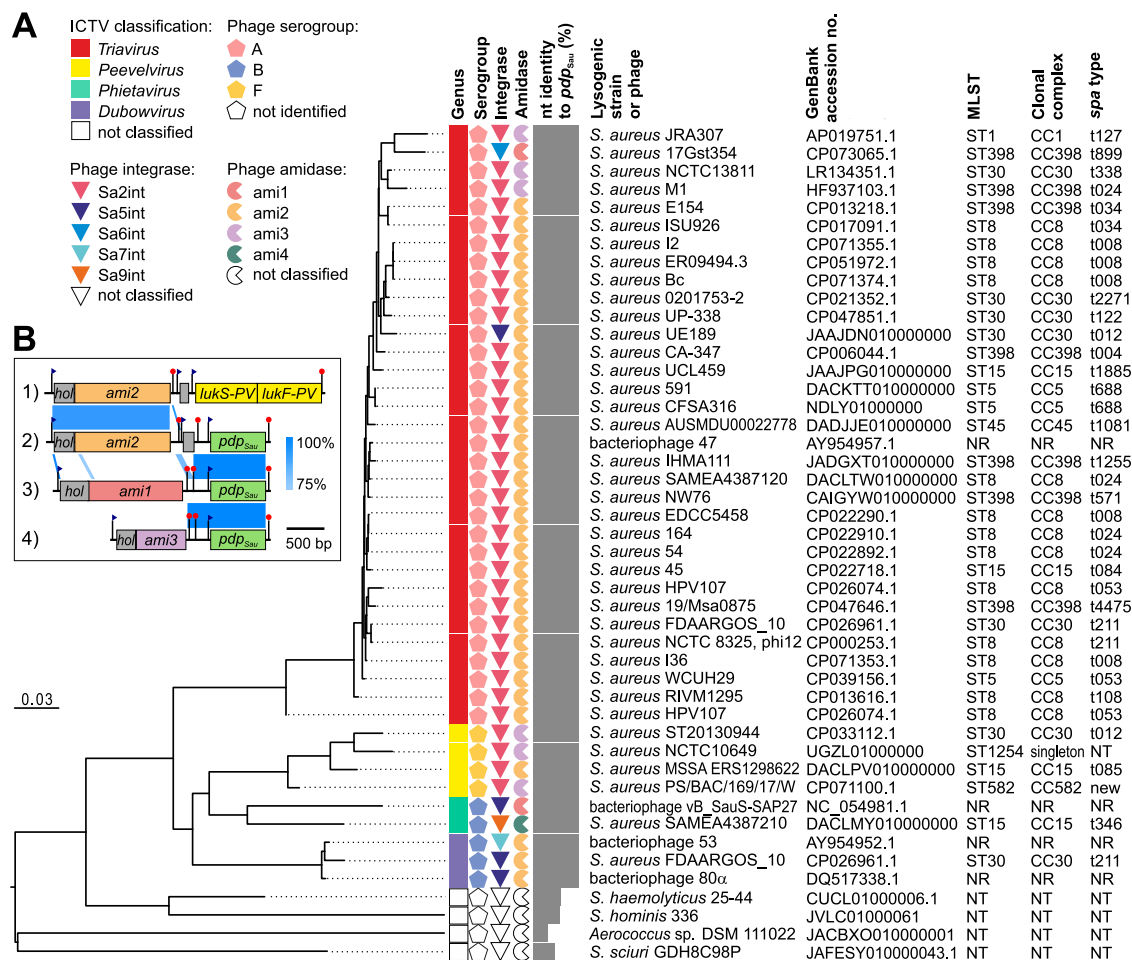 A
ICTV classification:
Triavirus
Peevelvirus
Phietavirus
Dubowvirus
not classified
Phage serogroup:
A
B
F
not identified
Phage integrase:
Sa2int
Sa5int
Sa6int
Sa7int
Sa9int
not classified
Phage amidase:
ami1
ami2
ami3
ami4
not classified
B
1) hol ami2 lukS-PV lukF-PV
2) hol ami2 pdpSau
3) hol ami1 pdpSau
4) hol ami3 pdpSau
100%
75%
500 bp
0.03
Genus
Serogroup
Integrase
Amidase
nt identity
to pdpSau (%)
Lysogenic
strain
or phage
GenBank
accession no.
MLST
Clonal
complex
spa type
S. aureus JRA307 AP019751.1 ST1 CC1 t127
S. aureus 17Gst354 CP073065.1 ST398 CC398 t899
S. aureus NCTC13811 LR134351.1 ST30 CC30 t338
S. aureus M1 HF937103.1 ST398 CC398 t024
S. aureus E154 CP013218.1 ST398 CC398 t034
S. aureus ISU926 CP017091.1 ST8 CC8 t034
S. aureus I2 CP071355.1 ST8 CC8 t008
S. aureus ER09494.3 CP051972.1 ST8 CC8 t008
S. aureus Bc CP071374.1 ST8 CC8 t008
S. aureus 0201753-2 CP021352.1 ST30 CC30 t2271
S. aureus UP-338 CP047851.1 ST30 CC30 t122
S. aureus UE189 JAAJDN010000000 ST30 CC30 t012
S. aureus CA-347 CP006044.1 ST398 CC398 t004
S. aureus UCL459 JAAJPG010000000 ST15 CC15 t1885
S. aureus 591 DACKTT010000000 ST5 CC5 t688
S. aureus CFSA316 NDLY01000000 ST5 CC5 t688
S. aureus AUSMDU00022778 DADJJE010000000 ST45 CC45 t1081
bacteriophage 47 AY954957.1 NR NR NR
S. aureus IHMA111 JADGXT010000000 ST398 CC398 t1255
S. aureus SAMEA4387120 DACLTW010000000 ST8 CC8 t024
S. aureus NW76 CAIGYW010000000 ST398 CC398 t571
S. aureus EDCC5458 CP022290.1 ST8 CC8 t008
S. aureus 164 CP022910.1 ST8 CC8 t024
S. aureus 54 CP022892.1 ST8 CC8 t024
S. aureus 45 CP022718.1 ST15 CC15 t084
S. aureus HPV107 CP026074.1 ST8 CC8 t053
S. aureus 19/Msa0875 CP047646.1 ST398 CC398 t4475
S. aureus FDAARGOS_10 CP026961.1 ST30 CC30 t211
S. aureus NCTC 8325, phi12 CP000253.1 ST8 CC8 t211
S. aureus I36 CP071353.1 ST8 CC8 t008
S. aureus WCUH29 CP039156.1 ST5 CC5 t053
S. aureus RIVM1295 CP013616.1 ST8 CC8 t108
S. aureus HPV107 CP026074.1 ST8 CC8 t053
S. aureus ST20130944 CP033112.1 ST30 CC30 t012
S. aureus NCTC10649 UGZL01000000 ST1254 singleton NT
S. aureus MSSA ERS1298622 DACLPV010000000 ST15 CC15 t085
S. aureus PS/BAC/169/17/W CP071100.1 ST582 CC582 new
bacteriophage vB_SauS-SAP27 NC_054981.1 NR NR NR
S. aureus SAMEA4387210 DACLMY010000000 ST15 CC15 t346
bacteriophage 53 AY954952.1 NR NR NR
S. aureus FDAARGOS_10 CP026961.1 ST30 CC30 t211
bacteriophage 80α DQ517338.1 NR NR NR
S. haemolyticus 25-44 CUCL01000006.1 NT NT NT
S. hominis 336 JVLC01000061 NT NT NT
Aerococcus sp. DSM 111022 JACBXO010000001 NT NT NT
S. sciuri GDH8C98P JAFESY010000043.1 NT NT NT